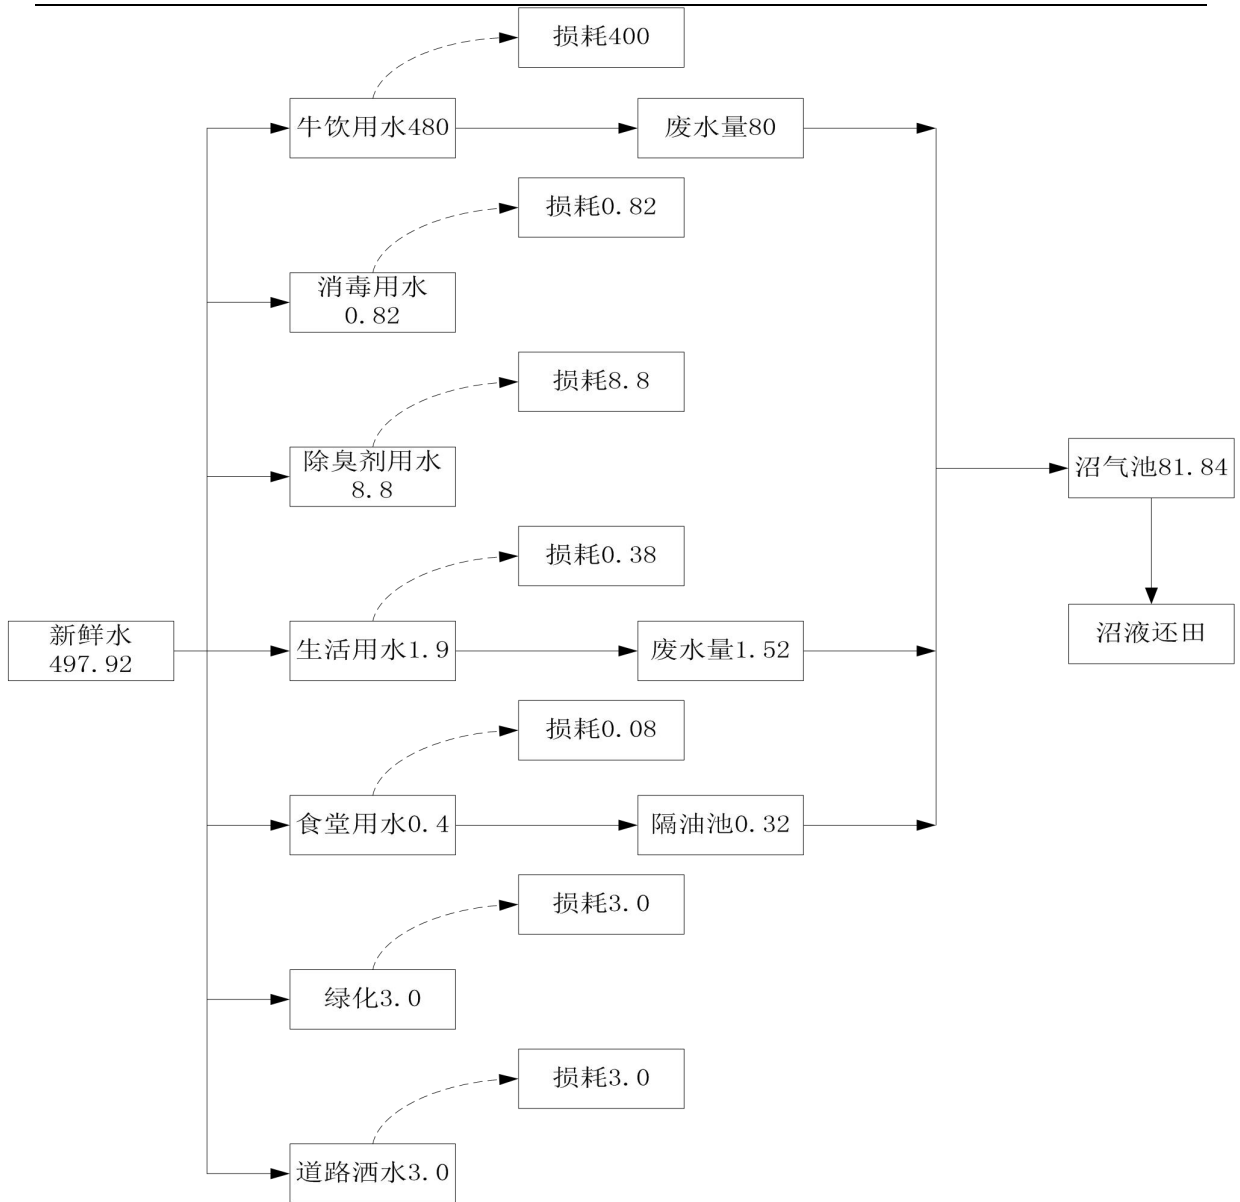 损耗400
牛饮用水480
废水量80
损耗0.82
消毒用水
0.82
损耗8.8
除臭剂用水
8.8
沼气池81.84
损耗0.38
新鲜水
497.92
生活用水1.9
废水量1.52
沼液还田
损耗0.08
食堂用水0.4
隔油池0.32
损耗3.0
绿化3.0
损耗3.0
道路洒水3.0